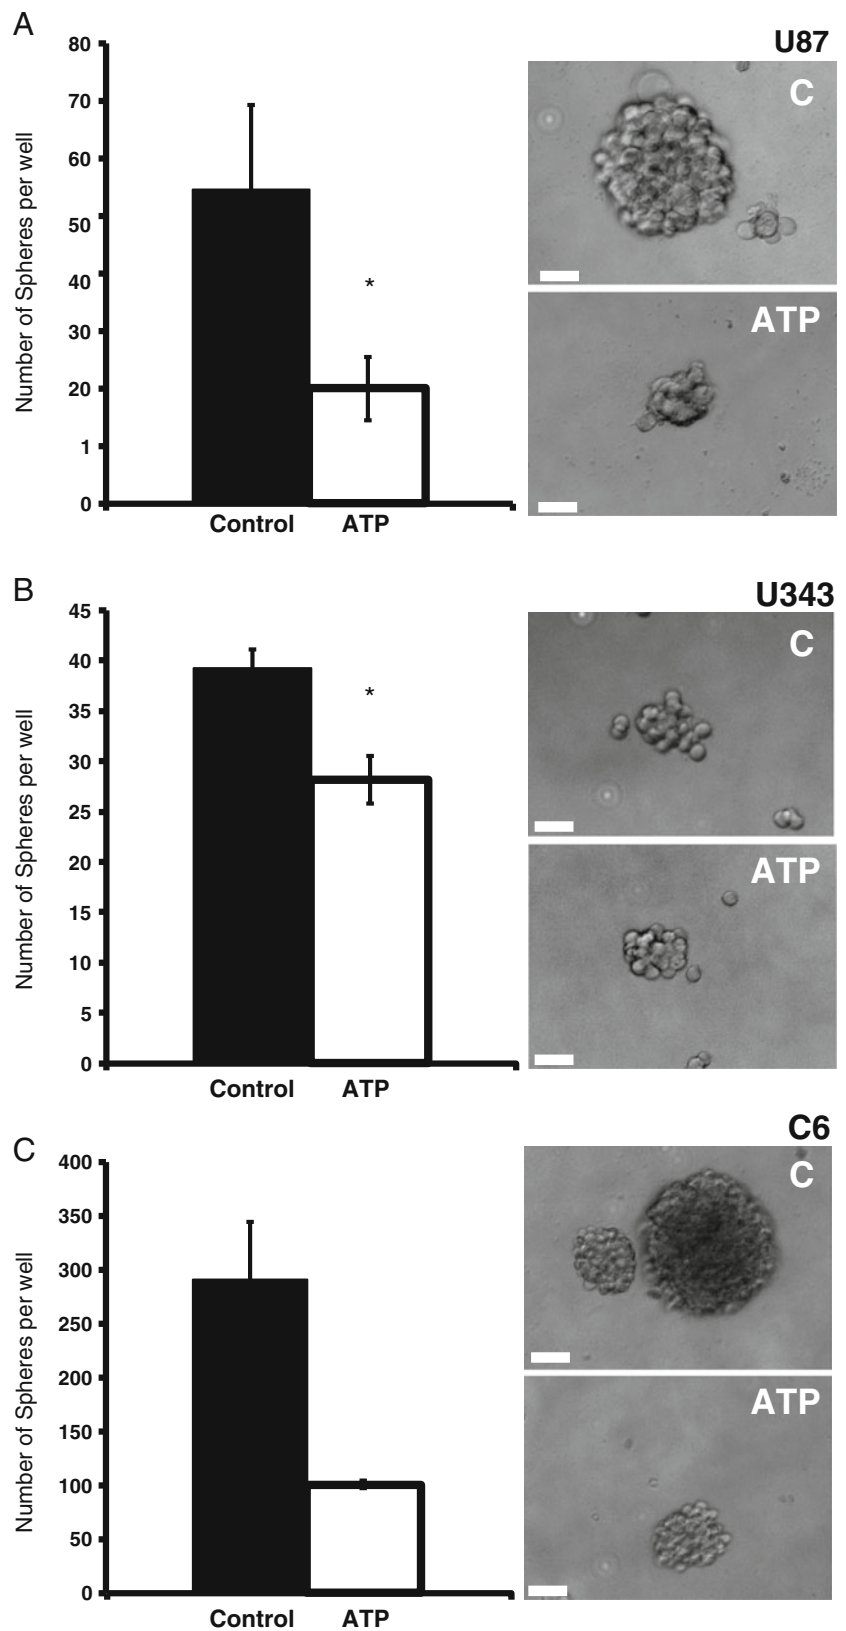 A
U87
Number of Spheres per well
80
70
60
50
40
30
20
1
0
*
Control ATP
C
ATP
B
U343
Number of Spheres per well
45
40
35
30
25
20
15
10
5
0
*
Control ATP
C
ATP
C
C6
Number of Spheres per well
400
350
300
250
200
150
100
50
0
Control ATP
C
ATP